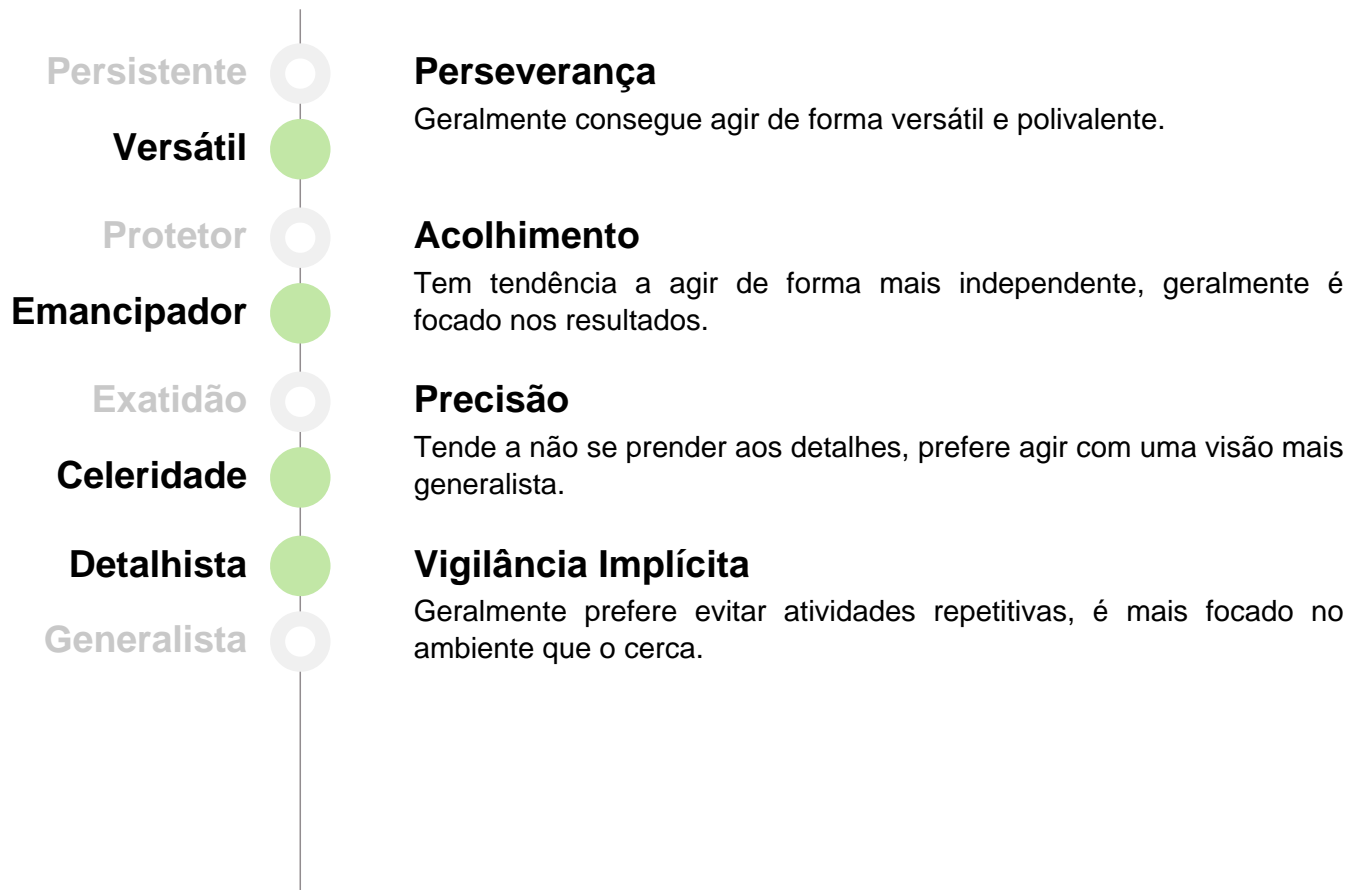 Persistente
Versátil
Perseverança
Geralmente consegue agir de forma versátil e polivalente.
Protetor
Emancipador
Acolhimento
Tem tendência a agir de forma mais independente, geralmente é
focado nos resultados.
Exatidão
Celeridade
Precisão
Tende a não se prender aos detalhes, prefere agir com uma visão mais
generalista.
Detalhista
Generalista
Vigilância Implícita
Geralmente prefere evitar atividades repetitivas, é mais focado no
ambiente que o cerca.